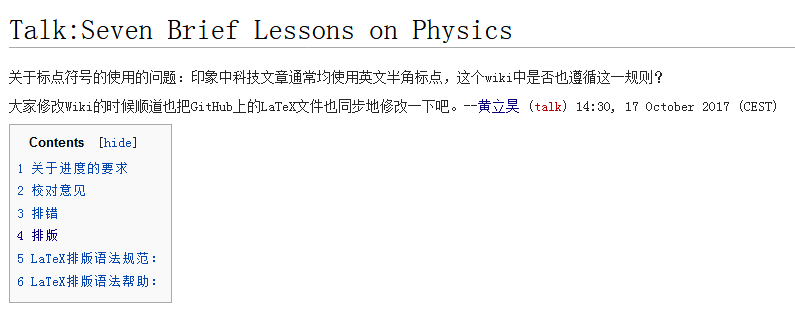 Talk:Seven Brief Lessons on Physics
关于标点符号的使用的问题：印象中科技文章通常均使用英文半角标点，这个wiki中是否也遵循这一规则？
大家修改Wiki的时候顺道也把GitHub上的LaTeX文件也同步地修改一下吧。--黄立昊 (talk) 14:30, 17 October 2017 (CEST)
Contents [hide]
1 关于进度的要求
2 校对意见
3 排错
4 排版
5 LaTeX排版语法规范：
6 LaTeX排版语法帮助：